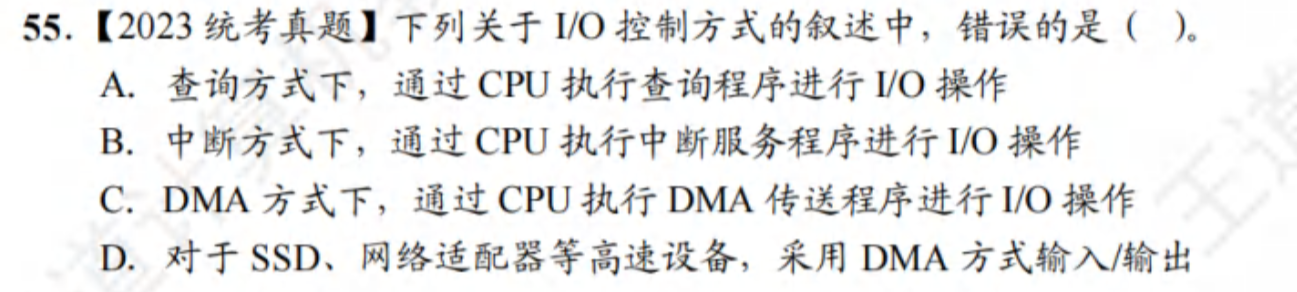 55.【2023 统考真题】下列关于 I/O 控制方式的叙述中，错误的是（ ）。
A. 查询方式下，通过 CPU 执行查询程序进行 I/O 操作
B. 中断方式下，通过 CPU 执行中断服务程序进行 I/O 操作
C. DMA 方式下，通过 CPU 执行 DMA 传送程序进行 I/O 操作
D. 对于 SSD、网络适配器等高速设备，采用 DMA 方式输入/输出